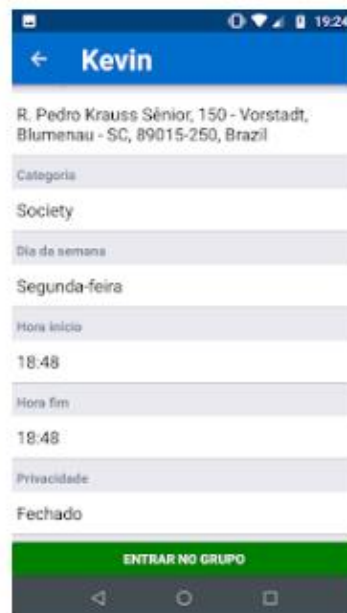 19:24
Kevin
R. Pedro Krauss Sênior, 150 - Vorstadt,
Blumenau - SC, 89015-250, Brazil
Categoria
Society
Dia da semana
Segunda-feira
Hora início
18:48
Hora fim
18:48
Privacidade
Fechado
ENTRAR NO GRUPO